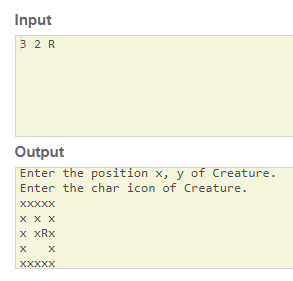 Input
3 2 R
Output
Enter the position x, y of Creature.
Enter the char icon of Creature.
xxxxx
x x x
x xRx
x   x
xxxxx